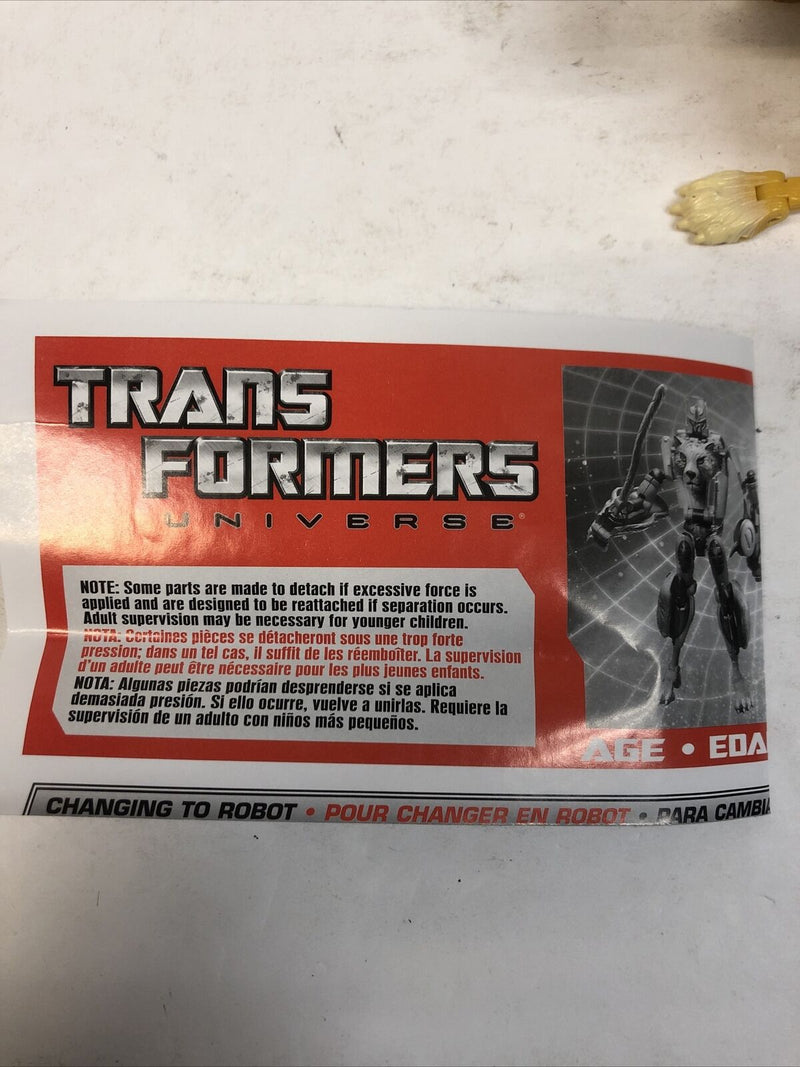 TRANS
FORMERS
UNIVERSE®
NOTE: Some parts are made to detach if excessive force is
applied and are designed to be reattached if separation occurs.
Adult supervision may be necessary for younger children.
NOTA: Certaines pièces se détacheront sous une trop forte
pression; dans un tel cas, il suffit de les réemboîter. La supervision
d'un adulte peut être nécessaire pour les plus jeunes enfants.
NOTA: Algunas piezas podrían desprenderse si se aplica
demasiada presión. Si ello ocurre, vuelve a unirlas. Requiere la
supervisión de un adulto con niños más pequeños.
AGE • EDA
CHANGING TO ROBOT • POUR CHANGER EN ROBOT • PARA CAMBIA